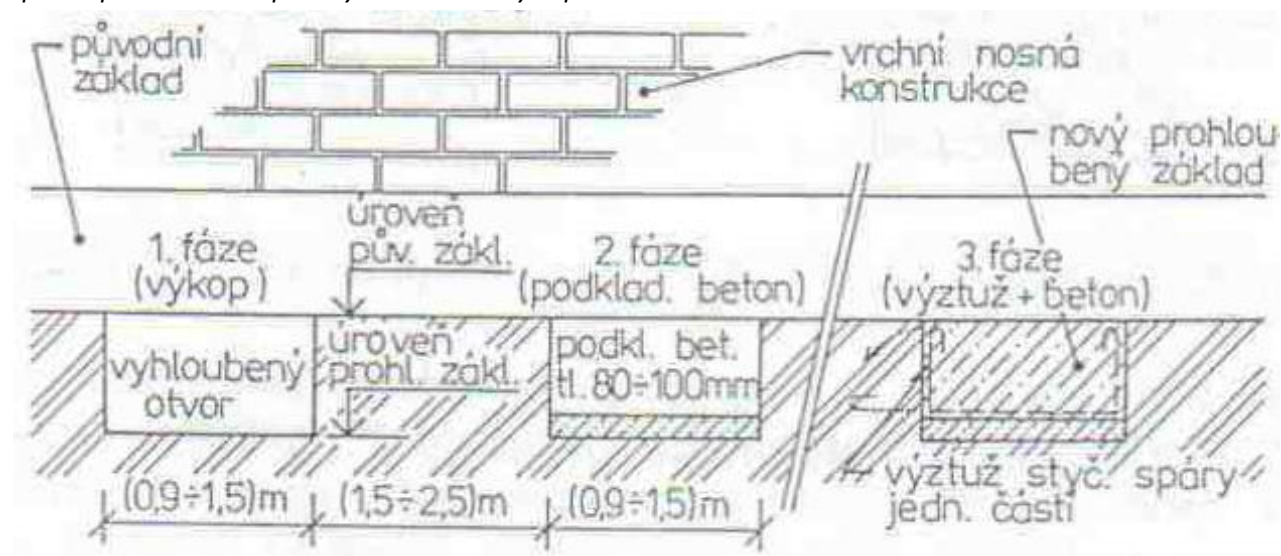 původní
základ
vrchní nosná
konstrukce
nový prohlou
bený základ
úroveň
pův. zákl.
1. fáze
(výkop)
2. fáze
(podklad. beton)
3. fáze
(výztuž + beton)
vyhloubený
otvor
úroveň
prohl. zákl.
podkl. bet.
tl. 80÷100mm
výztuž styč. spáry
jedn. částí
(0,9÷1,5)m
(1,5÷2,5)m
(0,9÷1,5)m